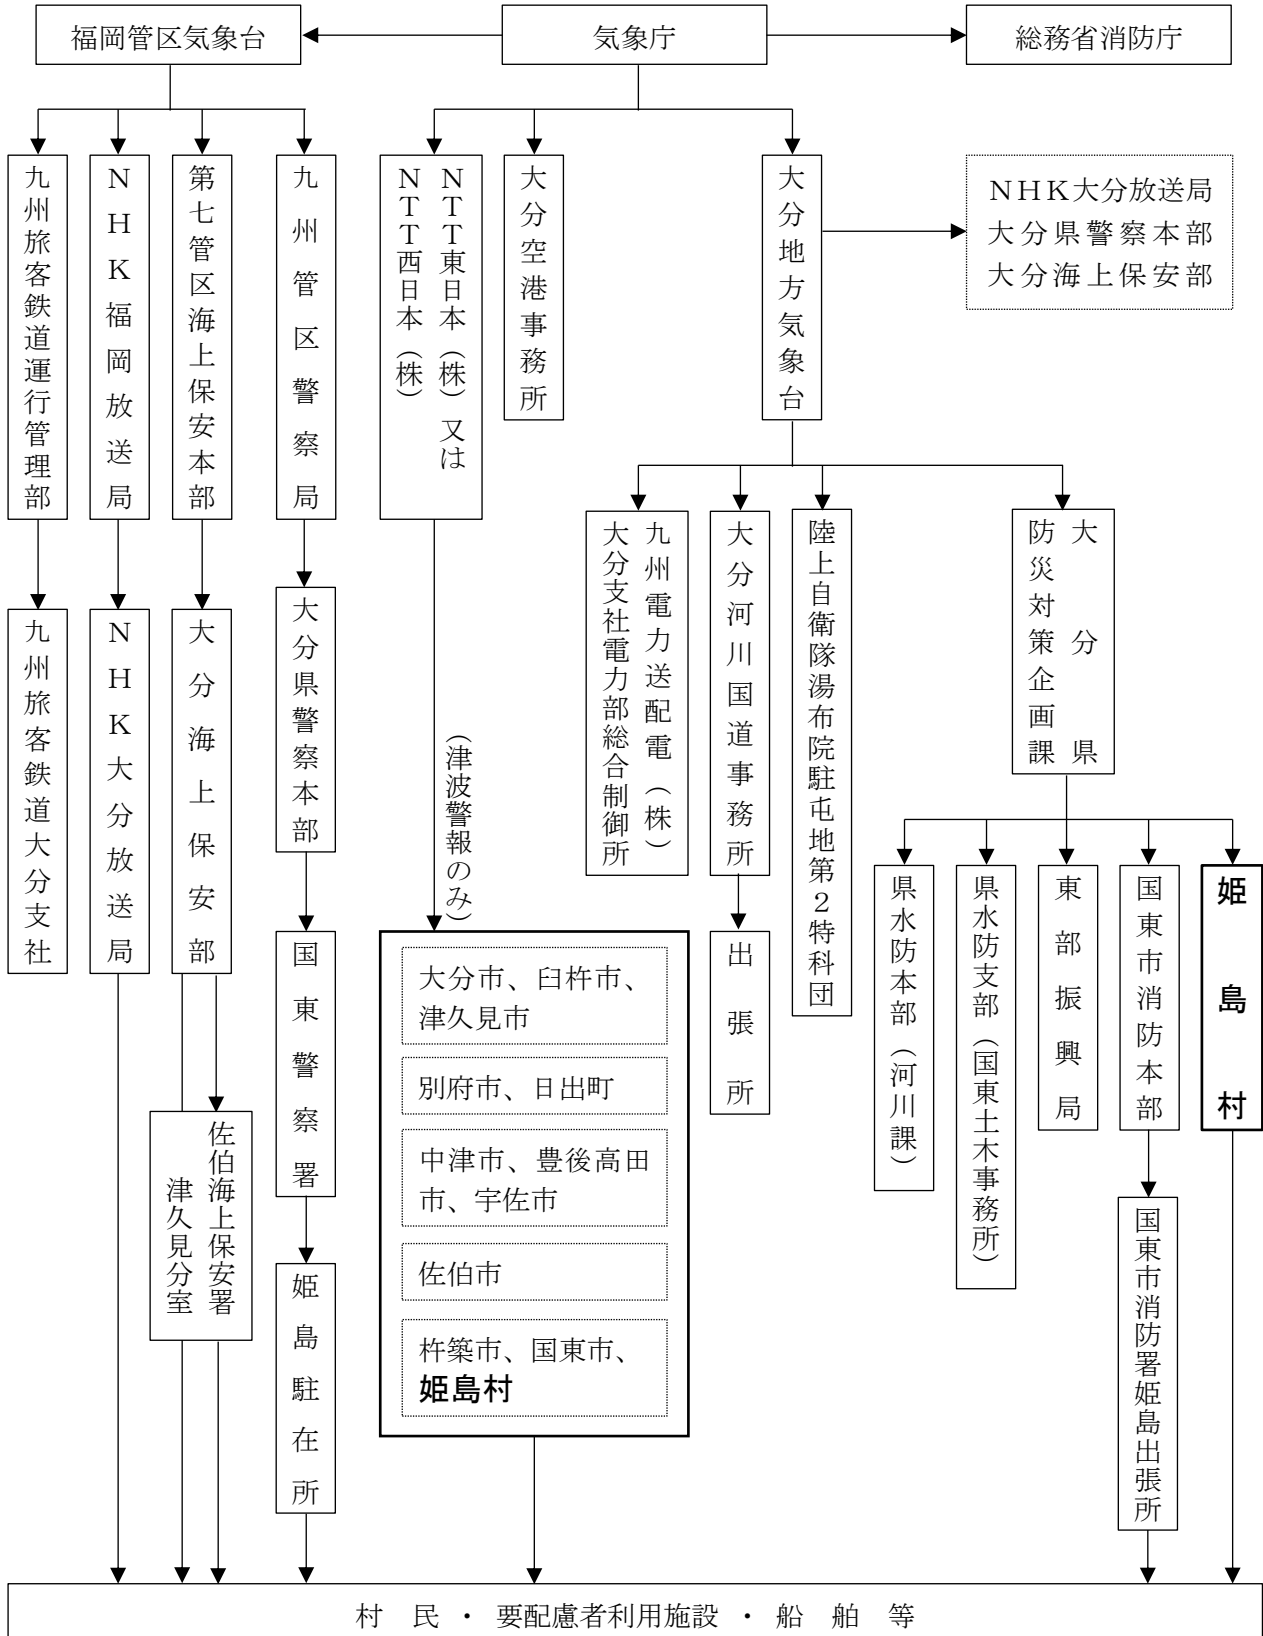 福岡管区気象台
気象庁
総務省消防庁
九州旅客鉄道運行管理部
ＮＨＫ福岡放送局
第七管区海上保安本部
九州管区警察局
ＮＴＴ東日本（株）又は
ＮＴＴ西日本（株）
大分空港事務所
大分地方気象台
ＮＨＫ大分放送局
大分県警察本部
大分海上保安部
九州電力送配電（株）
大分支社電力部総合制御所
大分河川国道事務所
陸上自衛隊湯布院駐屯地第２特科団
大分県
防災対策企画課
九州旅客鉄道大分支社
ＮＨＫ大分放送局
大分海上保安部
大分県警察本部
（津波警報のみ）
国東警察署
大分市、臼杵市、
津久見市
別府市、日出町
中津市、豊後高田
市、宇佐市
佐伯市
杵築市、国東市、
姫島村
出張所
県水防本部（河川課）
県水防支部（国東土木事務所）
東部振興局
国東市消防本部
姫島村
佐伯海上保安署
津久見分室
姫島駐在所
国東市消防署姫島出張所
村　民　・　要配慮者利用施設　・　船　舶　等